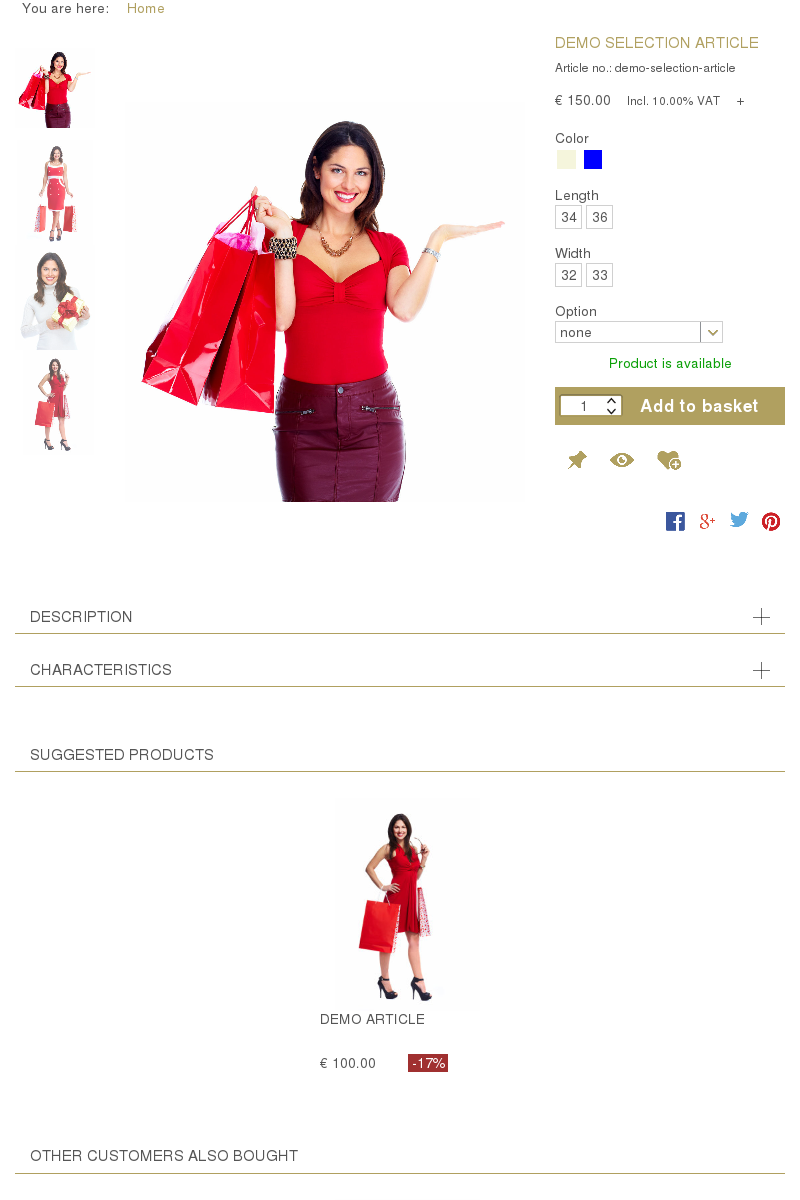 You are here: Home
DEMO SELECTION ARTICLE
Article no.: demo-selection-article
€ 150.00 Incl. 10.00% VAT +
Color
Length
34 36
Width
32 33
Option
none
Product is available
1 Add to basket
DESCRIPTION
CHARACTERISTICS
SUGGESTED PRODUCTS
DEMO ARTICLE
€ 100.00 -17%
OTHER CUSTOMERS ALSO BOUGHT